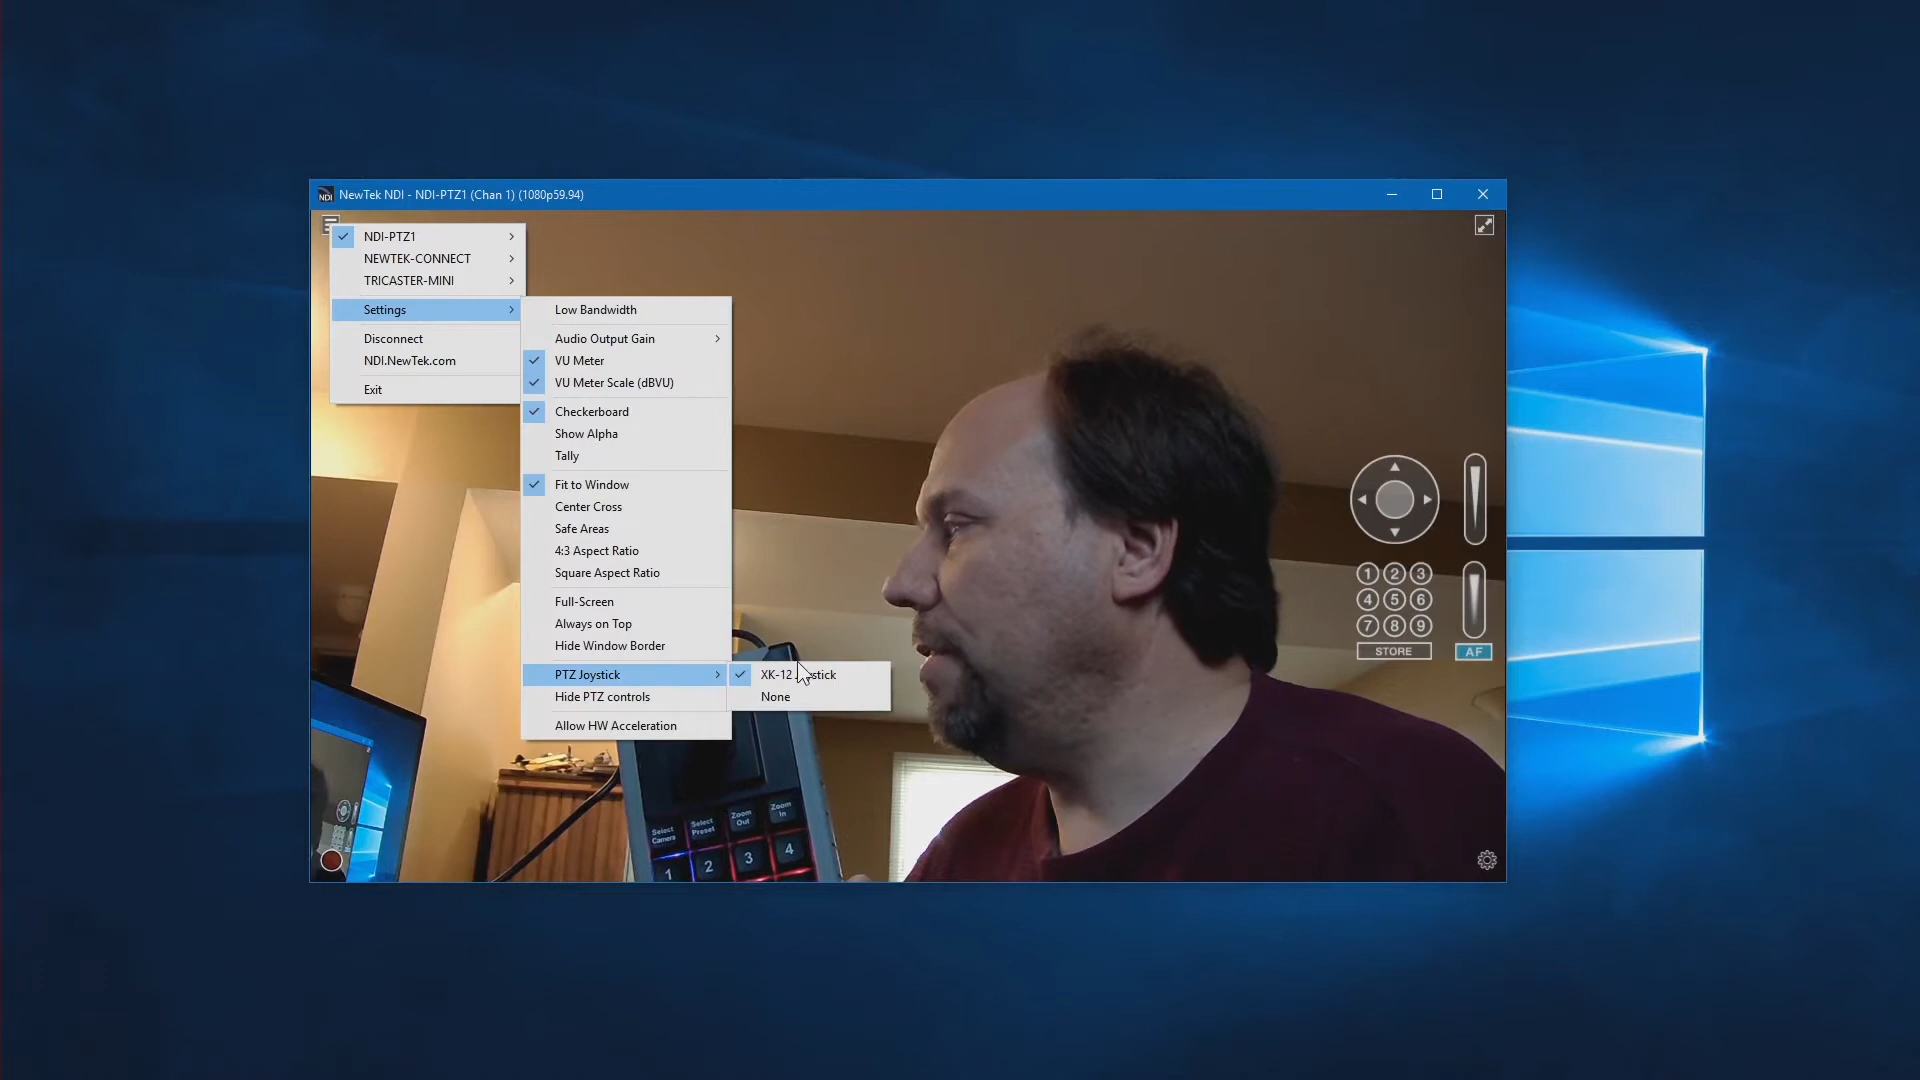 NewTek NDI - NDI-PTZ1 (Chan 1) (1080p59.94)
NDI-PTZ1
NEWTEK-CONNECT
TRICASTER-MINI
Settings
Disconnect
NDI.NewTek.com
Exit
Low Bandwidth
Audio Output Gain
VU Meter
VU Meter Scale (dBVU)
Checkerboard
Show Alpha
Tally
Fit to Window
Center Cross
Safe Areas
4:3 Aspect Ratio
Square Aspect Ratio
Full-Screen
Always on Top
Hide Window Border
PTZ Joystick
Hide PTZ controls
Allow HW Acceleration
XK-12 Joystick
None
1 2 3
4 5 6
7 8 9
STORE
AF
Select Select Zoom Zoom
Camera Preset Out In
1 2 3 4
NDI